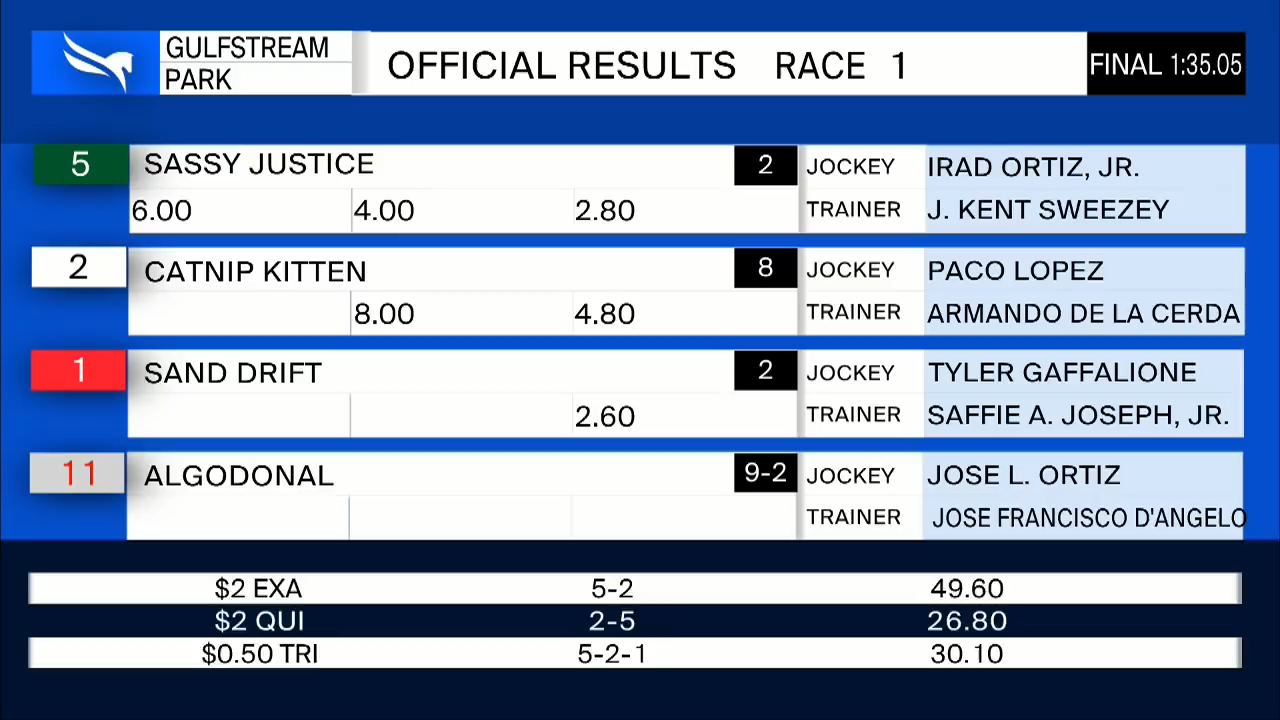 GULFSTREAM
PARK
OFFICIAL RESULTS RACE 1
FINAL 1:35.05
5 SASSY JUSTICE 2 JOCKEY IRAD ORTIZ, JR.
6.00 4.00 2.80 TRAINER J. KENT SWEEZEY
2 CATNIP KITTEN 8 JOCKEY PACO LOPEZ
8.00 4.80 TRAINER ARMANDO DE LA CERDA
1 SAND DRIFT 2 JOCKEY TYLER GAFFALIONE
2.60 TRAINER SAFFIE A. JOSEPH, JR.
11 ALGODONAL 9-2 JOCKEY JOSE L. ORTIZ
TRAINER JOSE FRANCISCO D'ANGELO
$2 EXA 5-2 49.60
$2 QUI 2-5 26.80
$0.50 TRI 5-2-1 30.10